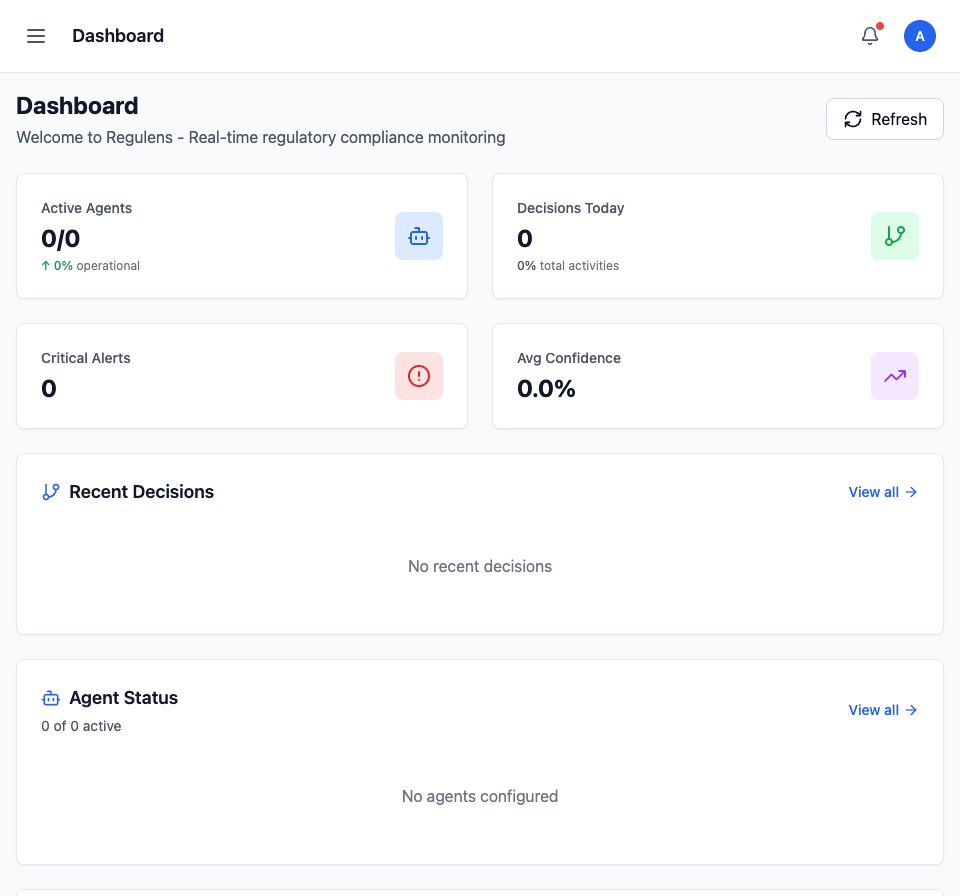 Dashboard
A
Dashboard
Welcome to Regulens - Real-time regulatory compliance monitoring
Refresh
Active Agents
0/0
↑ 0% operational
Decisions Today
0
0% total activities
Critical Alerts
0
Avg Confidence
0.0%
Recent Decisions
View all →
No recent decisions
Agent Status
0 of 0 active
View all →
No agents configured